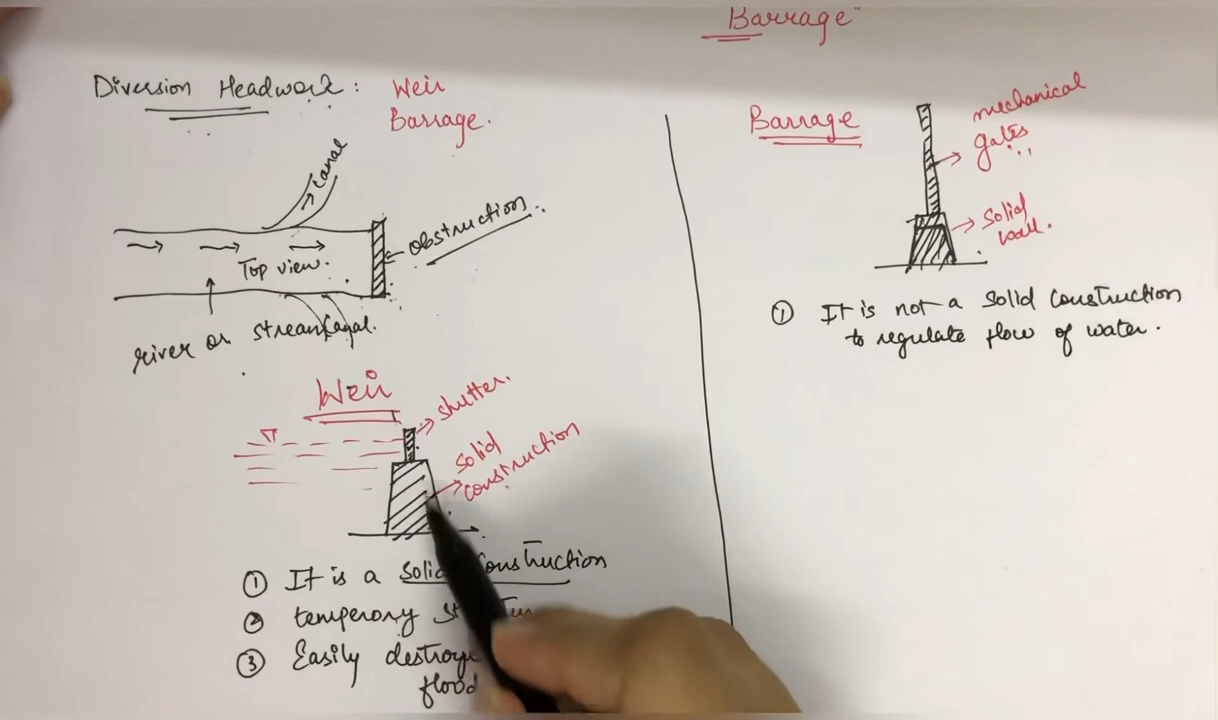 Barrage
Diversion Headwork: Weir
Barrage.
canal
obstruction.
Top view.
river or stream
canal.
Weir
shutter.
solid
construction
① It is a solid construction
② temperory
③ Easily
flood
Barrage
mechanical
gates
solid
wall.
① It is not a solid construction
to regulate flow of water.